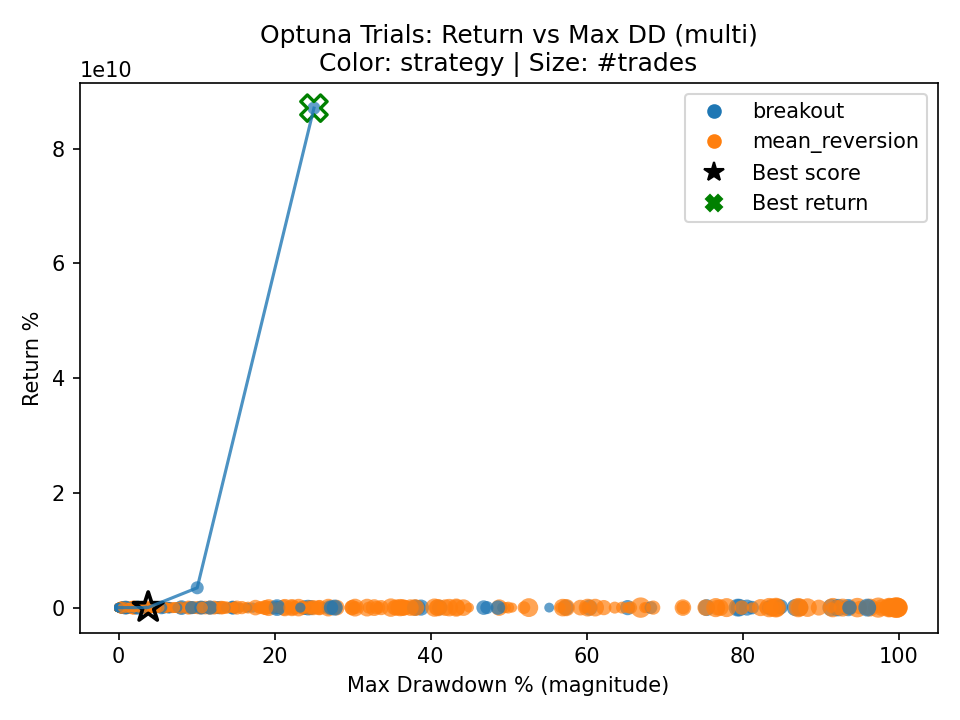 Optuna Trials: Return vs Max DD (multi)
Color: strategy | Size: #trades
1e10
breakout
mean_reversion
Best score
Best return
8
6
4
2
0
Return %
0 20 40 60 80 100
Max Drawdown % (magnitude)